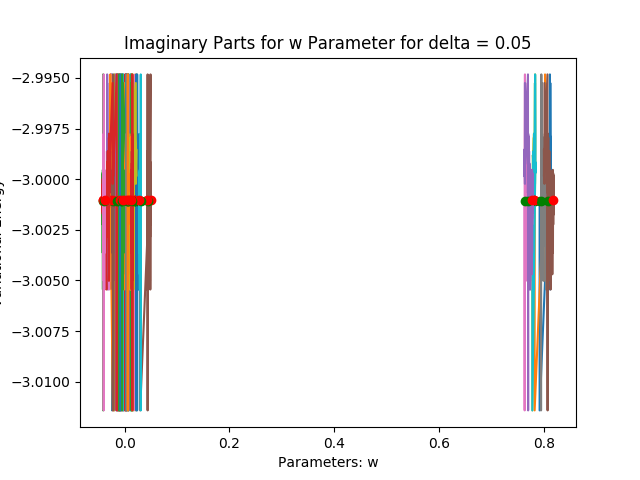 Imaginary Parts for w Parameter for delta = 0.05
−2.9950
−2.9975
−3.0000
−3.0025
−3.0050
−3.0075
−3.0100
0.0 0.2 0.4 0.6 0.8
Parameters: w